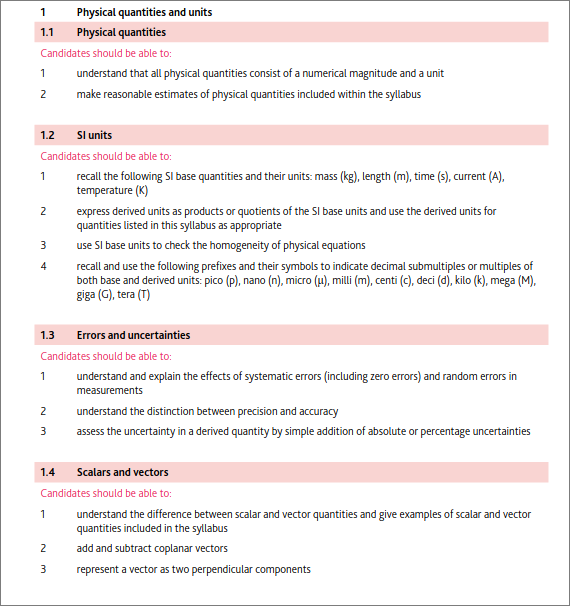 1 Physical quantities and units
1.1 Physical quantities
Candidates should be able to:
1 understand that all physical quantities consist of a numerical magnitude and a unit
2 make reasonable estimates of physical quantities included within the syllabus
1.2 SI units
Candidates should be able to:
1 recall the following SI base quantities and their units: mass (kg), length (m), time (s), current (A),
temperature (K)
2 express derived units as products or quotients of the SI base units and use the derived units for
quantities listed in this syllabus as appropriate
3 use SI base units to check the homogeneity of physical equations
4 recall and use the following prefixes and their symbols to indicate decimal submultiples or multiples of
both base and derived units: pico (p), nano (n), micro (μ), milli (m), centi (c), deci (d), kilo (k), mega (M),
giga (G), tera (T)
1.3 Errors and uncertainties
Candidates should be able to:
1 understand and explain the effects of systematic errors (including zero errors) and random errors in
measurements
2 understand the distinction between precision and accuracy
3 assess the uncertainty in a derived quantity by simple addition of absolute or percentage uncertainties
1.4 Scalars and vectors
Candidates should be able to:
1 understand the difference between scalar and vector quantities and give examples of scalar and vector
quantities included in the syllabus
2 add and subtract coplanar vectors
3 represent a vector as two perpendicular components